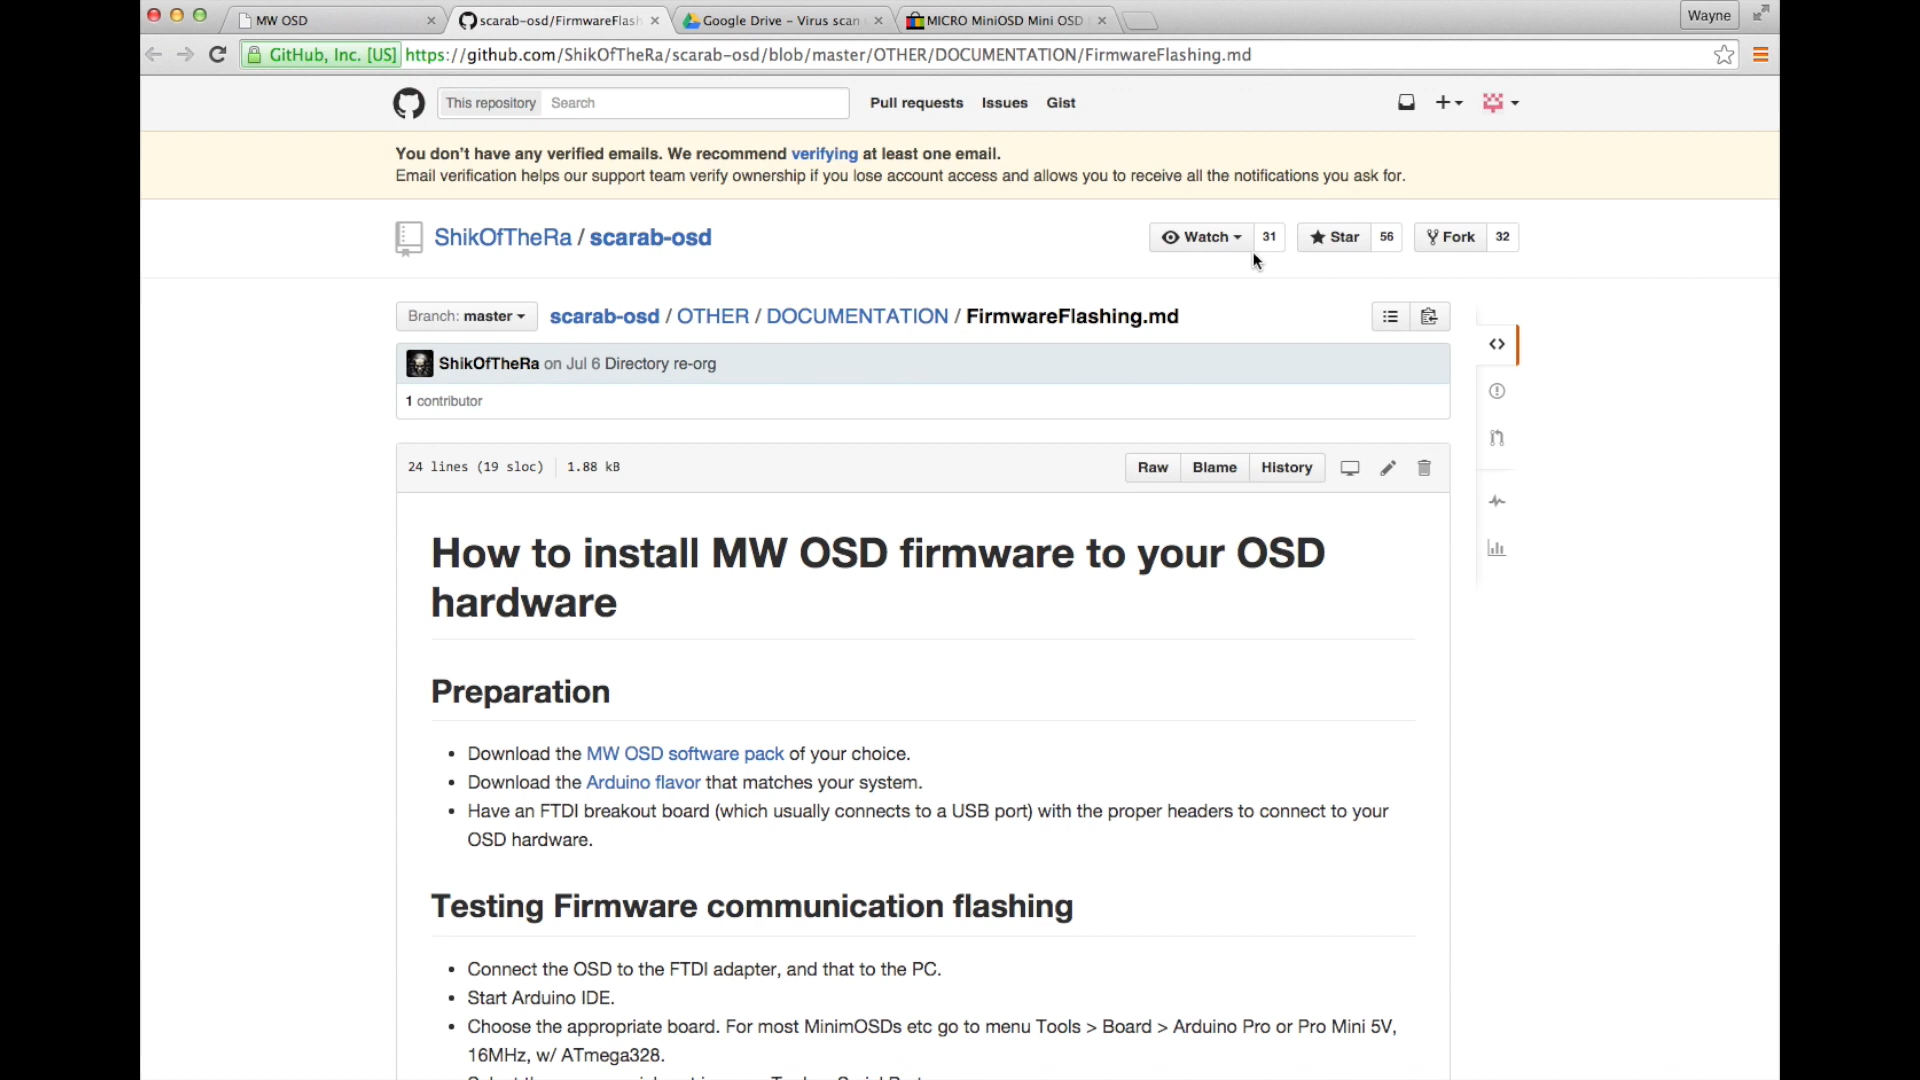 MW OSD
scarab-osd/FirmwareFlash
Google Drive – Virus scan
MICRO MiniOSD Mini OSD
Wayne
GitHub, Inc. [US] https://github.com/ShikOfTheRa/scarab-osd/blob/master/OTHER/DOCUMENTATION/FirmwareFlashing.md
This repository Search Pull requests Issues Gist
You don't have any verified emails. We recommend verifying at least one email.
Email verification helps our support team verify ownership if you lose account access and allows you to receive all the notifications you ask for.
ShikOfTheRa / scarab-osd
Watch 31 Star 56 Fork 32
Branch: master scarab-osd / OTHER / DOCUMENTATION / FirmwareFlashing.md
ShikOfTheRa on Jul 6 Directory re-org
1 contributor
24 lines (19 sloc) 1.88 kB
Raw Blame History
How to install MW OSD firmware to your OSD
hardware
Preparation
• Download the MW OSD software pack of your choice.
• Download the Arduino flavor that matches your system.
• Have an FTDI breakout board (which usually connects to a USB port) with the proper headers to connect to your
OSD hardware.
Testing Firmware communication flashing
• Connect the OSD to the FTDI adapter, and that to the PC.
• Start Arduino IDE.
• Choose the appropriate board. For most MinimOSDs etc go to menu Tools > Board > Arduino Pro or Pro Mini 5V,
16MHz, w/ ATmega328.